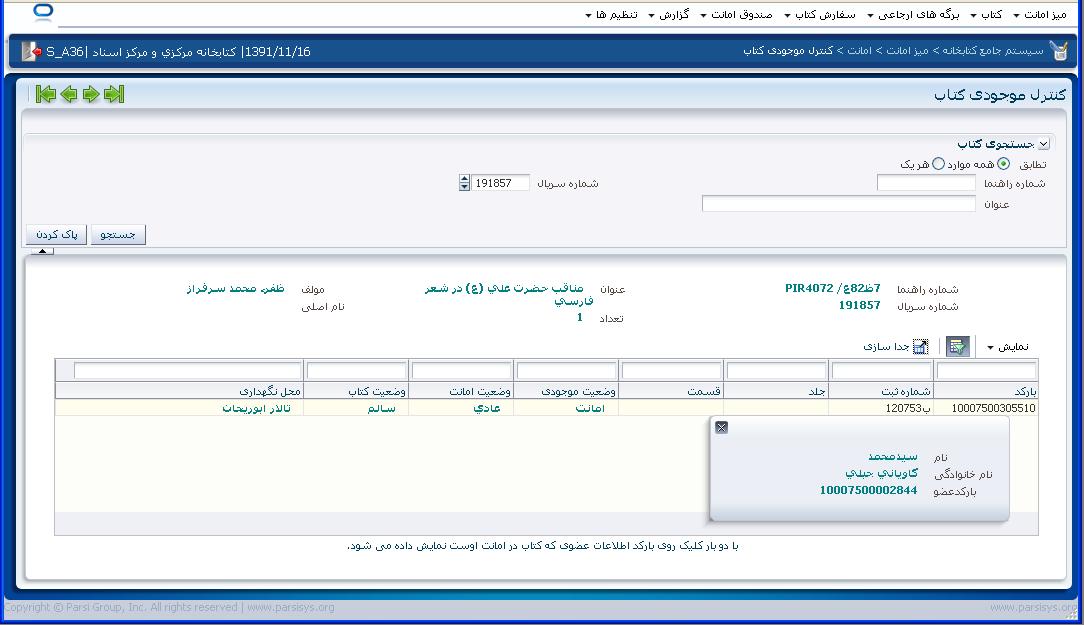 میز امانت کتاب برگه های ارجاعی سفارش کتاب صندوق امانت گزارش تنظیم ها
سیستم جامع کتابخانه > میز امانت > امانت > کنترل موجودی کتاب
1391/11/16| کتابخانه مرکزي و مرکز اسناد |S_A36
کنترل موجودی کتاب
جستجوی کتاب
تطابق همه موارد هر یک
شماره راهنما شماره سریال 191857
عنوان
جستجو پاک کردن
شماره راهنما PIR4072 /ع82ظ7 عنوان مناقب حضرت علي (ع) در شعر فارسي مولف ظفر، محمد سرفراز
شماره سریال 191857 تعداد 1 نام اصلی
نمایش جدا سازی
بارکد شماره ثبت جلد قسمت وضعیت موجودی وضعیت امانت وضعیت کتاب محل نگهداری
10007500305510 ب120753 امانت عادي سالم تالار ابوریحان
نام سیدمحمد
نام خانوادگی کاویاني جبلي
بارکدعضو 10007500002844
با دو بار کلیک روی بارکد اطلاعات عضوی که کتاب در امانت اوست نمایش داده می شود.
Copyright © Parsi Group, Inc. All rights reserved | www.parsisys.org
www.parsisys.org